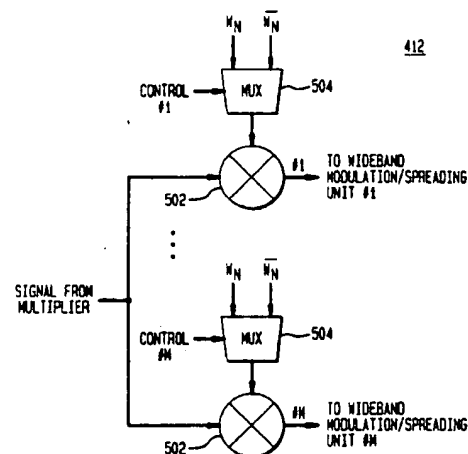 W_N W̅_N
412
CONTROL #1
MUX
504
#1
TO WIDEBAND
MODULATION/SPREADING
UNIT #1
502
W_N W̅_N
SIGNAL FROM
MULTIPLIER
CONTROL #M
MUX
504
#M
TO WIDEBAND
MODULATION/SPREADING
UNIT #M
502